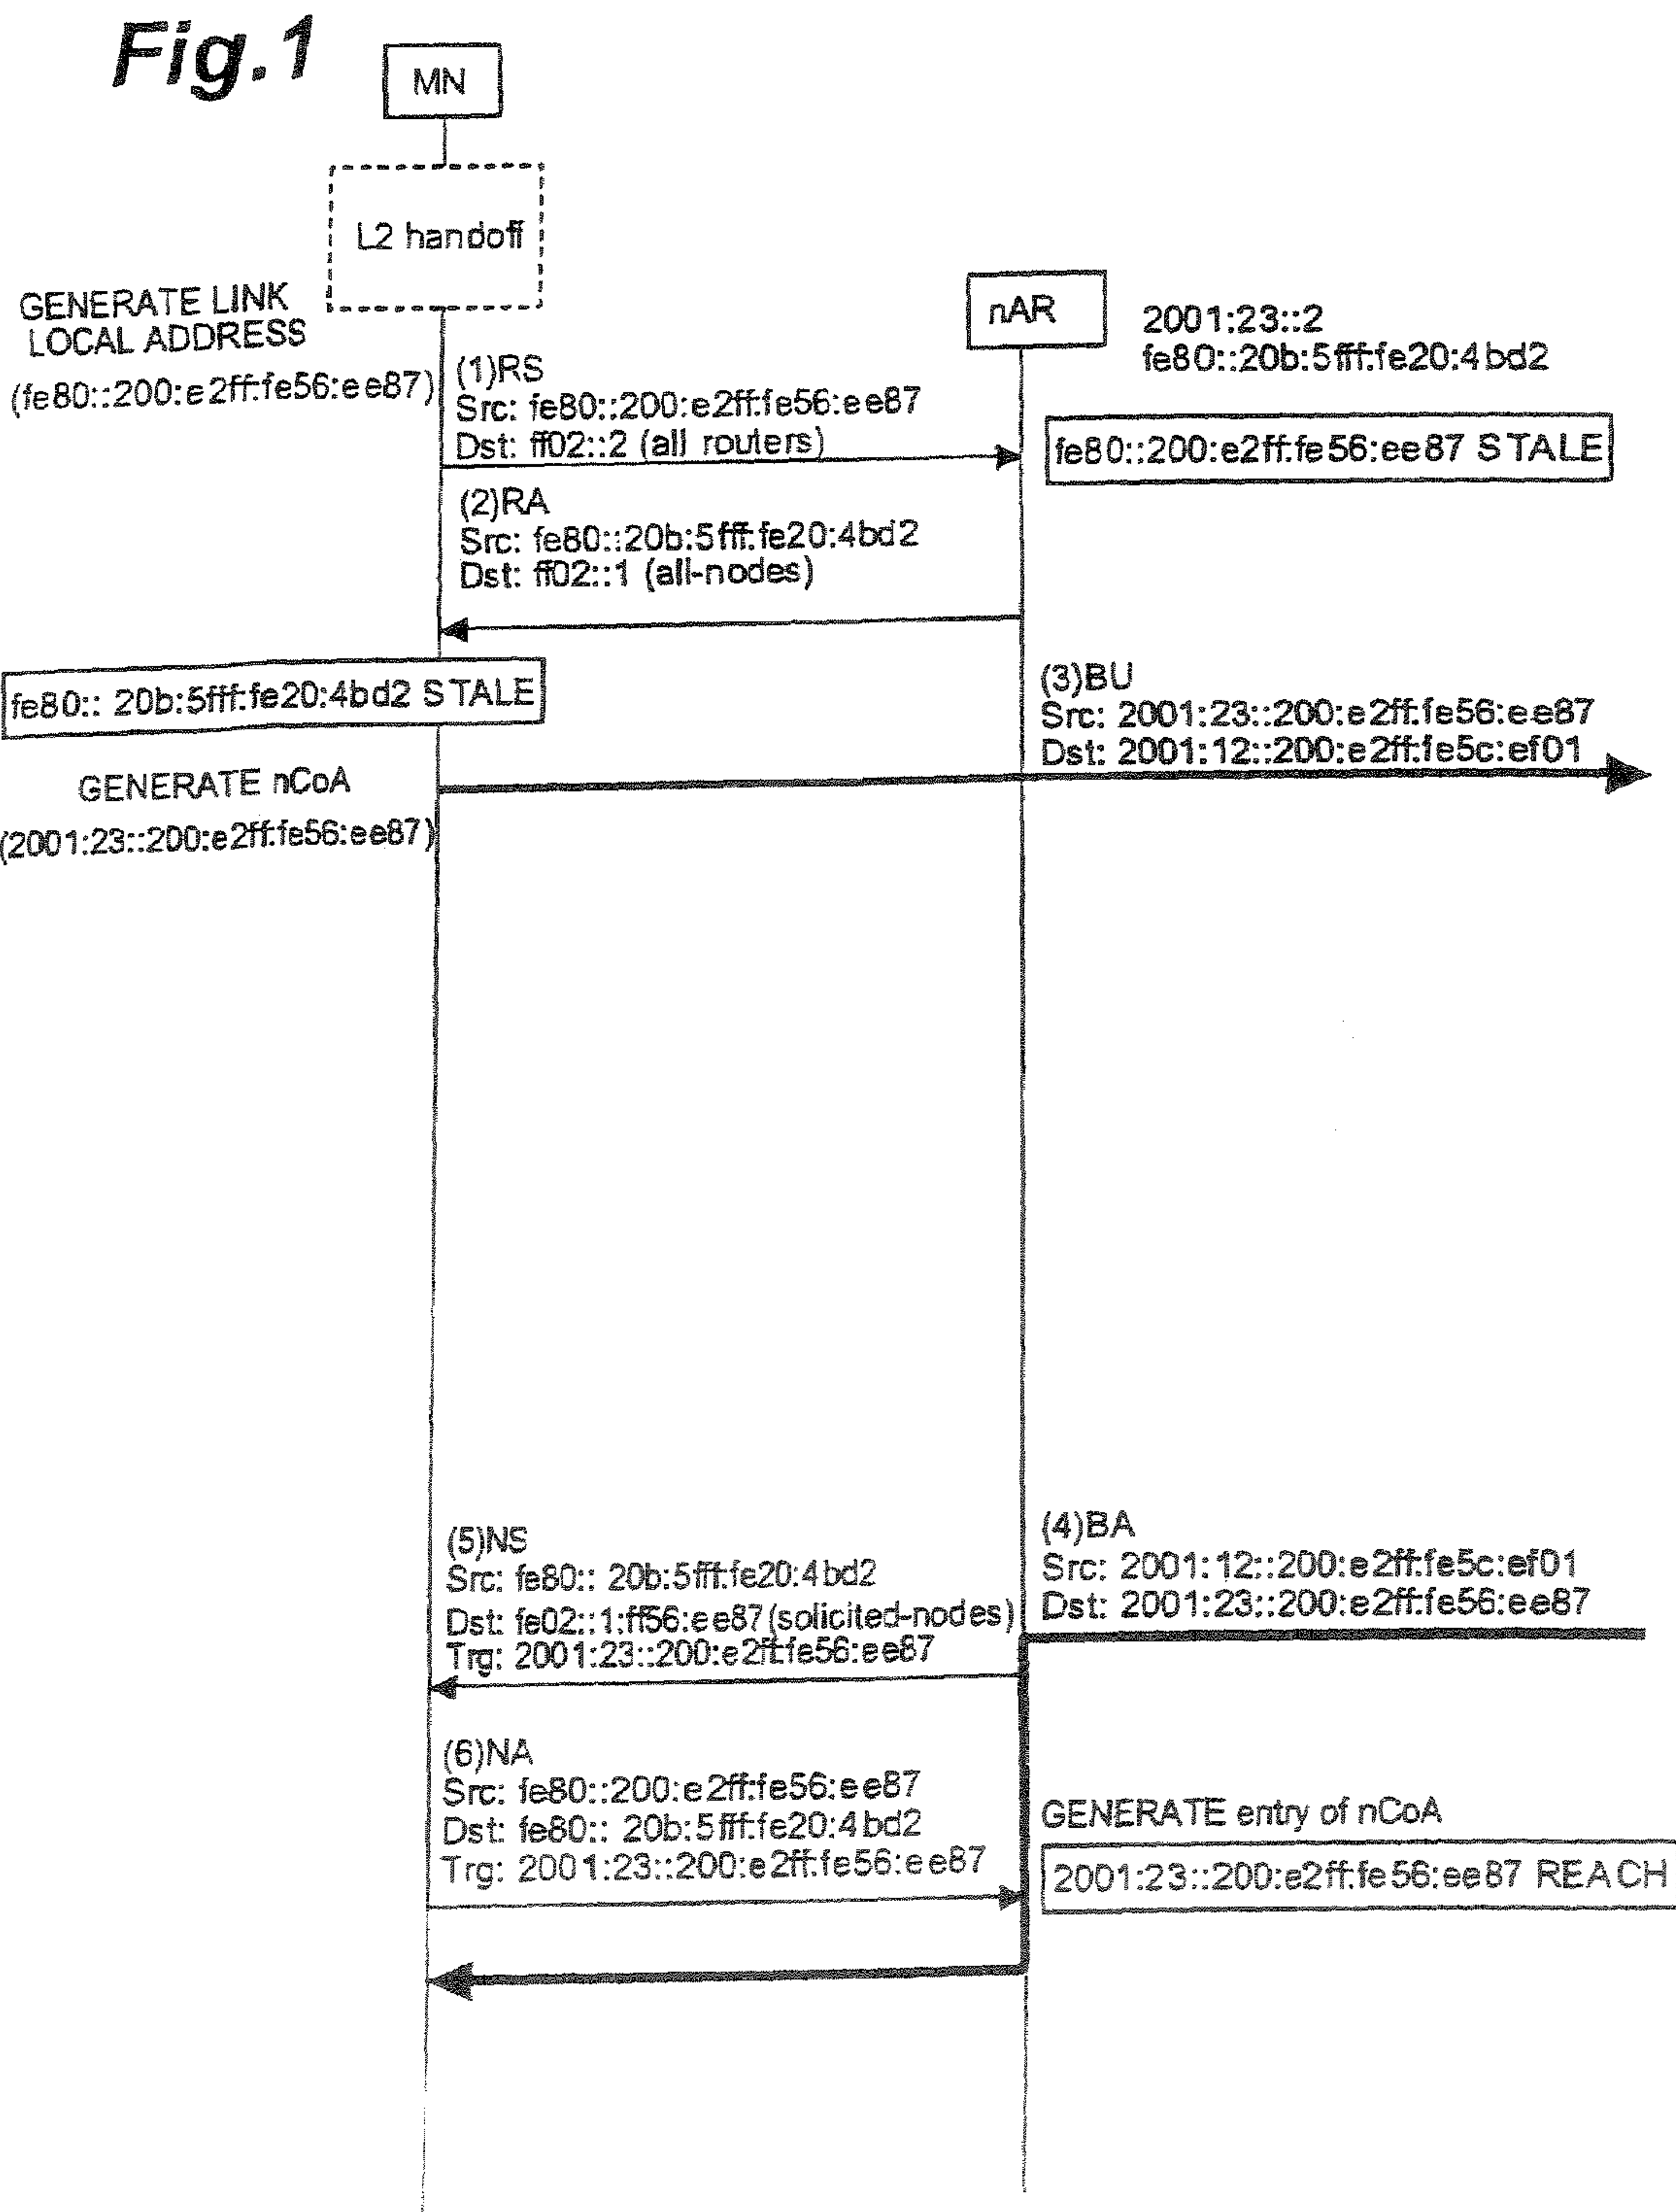 Fig.1
MN
L2 handoff
GENERATE LINK
LOCAL ADDRESS
(fe80::200:e2ff:fe56:ee87)
nAR
2001:23::2
fe80::20b:5fff:fe20:4bd2
(1)RS
Src: fe80::200:e2ff:fe56:ee87
Dst: ff02::2 (all routers)
fe80::200:e2ff:fe56:ee87 STALE
(2)RA
Src: fe80::20b:5fff:fe20:4bd2
Dst: ff02::1 (all-nodes)
fe80:: 20b:5fff:fe20:4bd2 STALE
(3)BU
Src: 2001:23::200:e2ff:fe56:ee87
Dst: 2001:12::200:e2ff:fe5c:ef01
GENERATE nCoA
(2001:23::200:e2ff:fe56:ee87)
(5)NS
Src: fe80:: 20b:5fff:fe20:4bd2
Dst: fe02::1:ff56:ee87(solicited-nodes)
Trg: 2001:23::200:e2ff:fe56:ee87
(4)BA
Src: 2001:12::200:e2ff:fe5c:ef01
Dst: 2001:23::200:e2ff:fe56:ee87
(6)NA
Src: fe80::200:e2ff:fe56:ee87
Dst: fe80:: 20b:5fff:fe20:4bd2
Trg: 2001:23::200:e2ff:fe56:ee87
GENERATE entry of nCoA
2001:23::200:e2ff:fe56:ee87 REACH